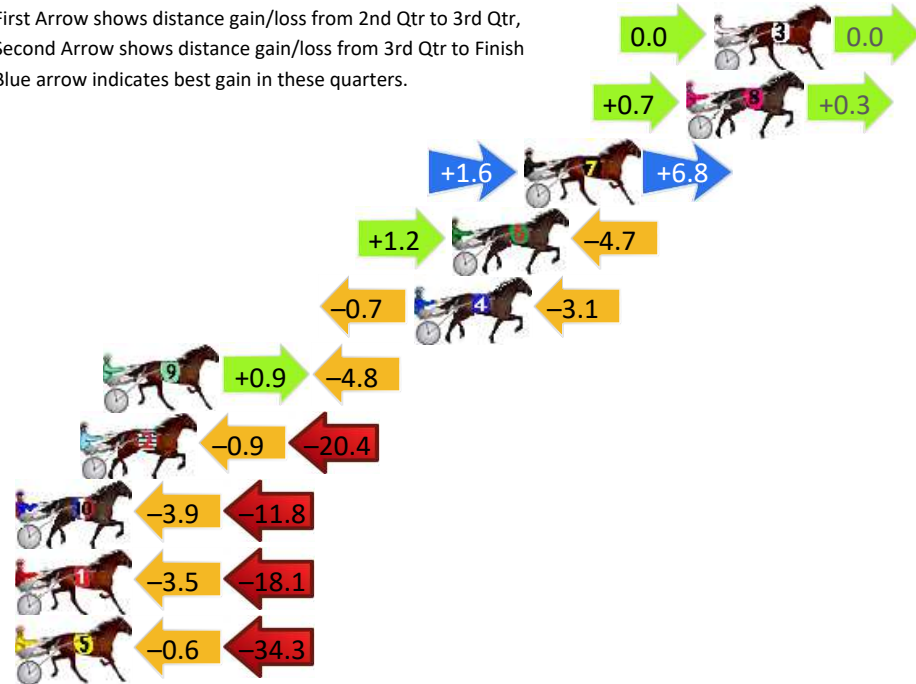 First Arrow shows distance gain/loss from 2nd Qtr to 3rd Qtr,
Second Arrow shows distance gain/loss from 3rd Qtr to Finish
Blue arrow indicates best gain in these quarters.
0.0 3 0.0
+0.7 8 +0.3
+1.6 7 +6.8
+1.2 –4.7
–0.7 4 –3.1
9 +0.9 –4.8
2 –0.9 –20.4
10 –3.9 –11.8
1 –3.5 –18.1
5 –0.6 –34.3